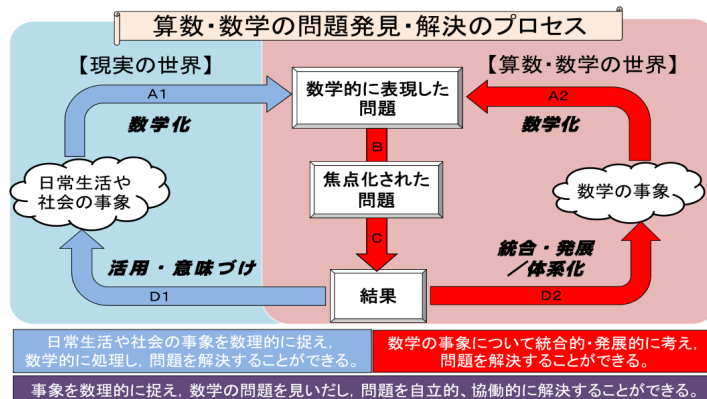 算数・数学の問題発見・解決のプロセス
【現実の世界】
【算数・数学の世界】
A1
数学化
数学的に表現した
問題
A2
数学化
B
日常生活や
社会の事象
焦点化された
問題
数学の事象
C
活用・意味づけ
統合・発展
／体系化
D1
結果
D2
日常生活や社会の事象を数理的に捉え，
数学的に処理し，問題を解決することができる。
数学の事象について統合的・発展的に考え，
問題を解決することができる。
事象を数理的に捉え，数学の問題を見いだし，問題を自立的、協働的に解決することができる。